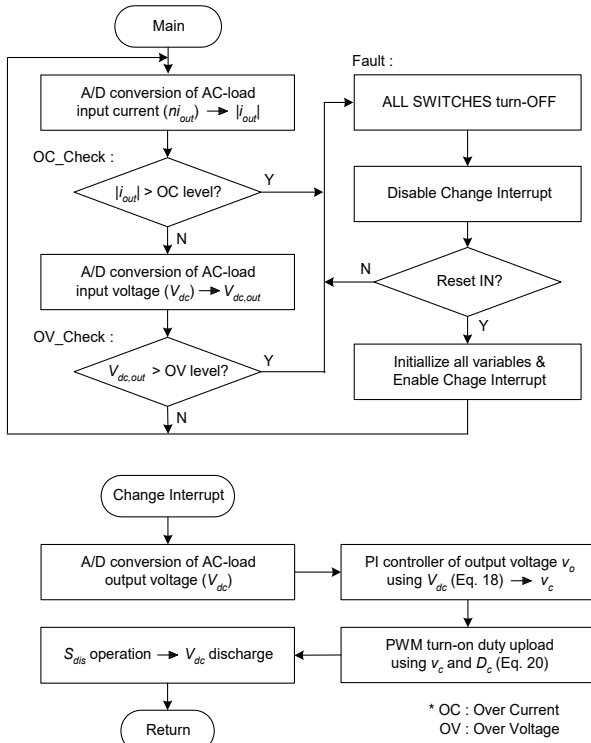 Main
A/D conversion of AC-load
input current (ni_out) → |i_out|
OC_Check :
|i_out| > OC level?
Y
N
A/D conversion of AC-load
input voltage (V_dc) → V_dc,out
OV_Check :
V_dc,out > OV level?
Y
N
Fault :
ALL SWITCHES turn-OFF
Disable Change Interrupt
Reset IN?
N
Y
Initiallize all variables &
Enable Chage Interrupt
Change Interrupt
A/D conversion of AC-load
output voltage (V_dc)
PI controller of output voltage v_o
using V_dc (Eq. 18) → v_c
PWM turn-on duty upload
using v_c and D_c (Eq. 20)
S_dis operation → V_dc discharge
Return
* OC : Over Current
OV : Over Voltage